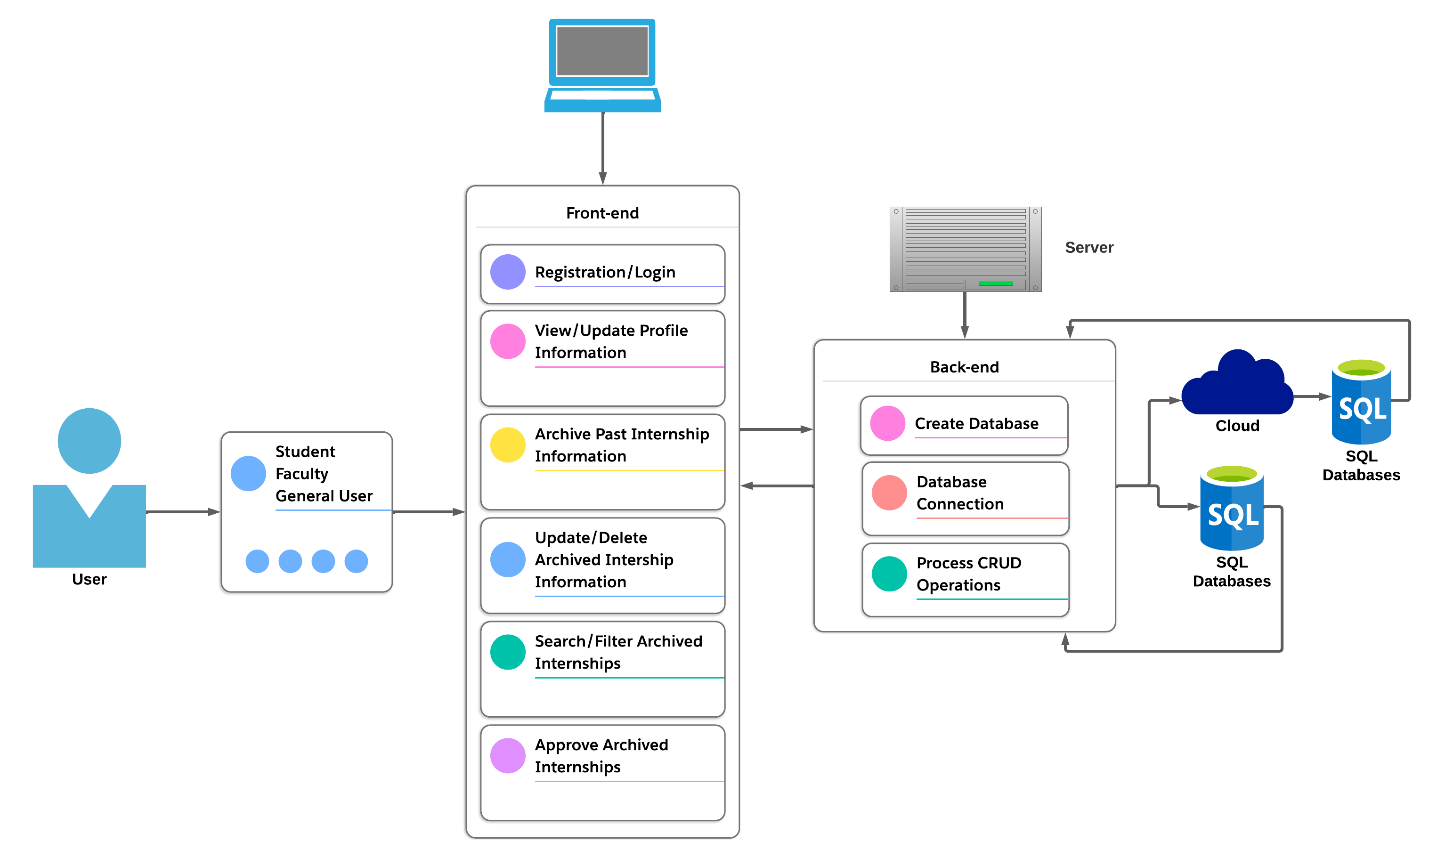 Front-end
Registration/Login
View/Update Profile
Information
Archive Past Internship
Information
Update/Delete
Archived Intership
Information
Search/Filter Archived
Internships
Approve Archived
Internships
Student
Faculty
General User
User
Server
Back-end
Create Database
Database
Connection
Process CRUD
Operations
Cloud
SQL
SQL
Databases
SQL
SQL
Databases